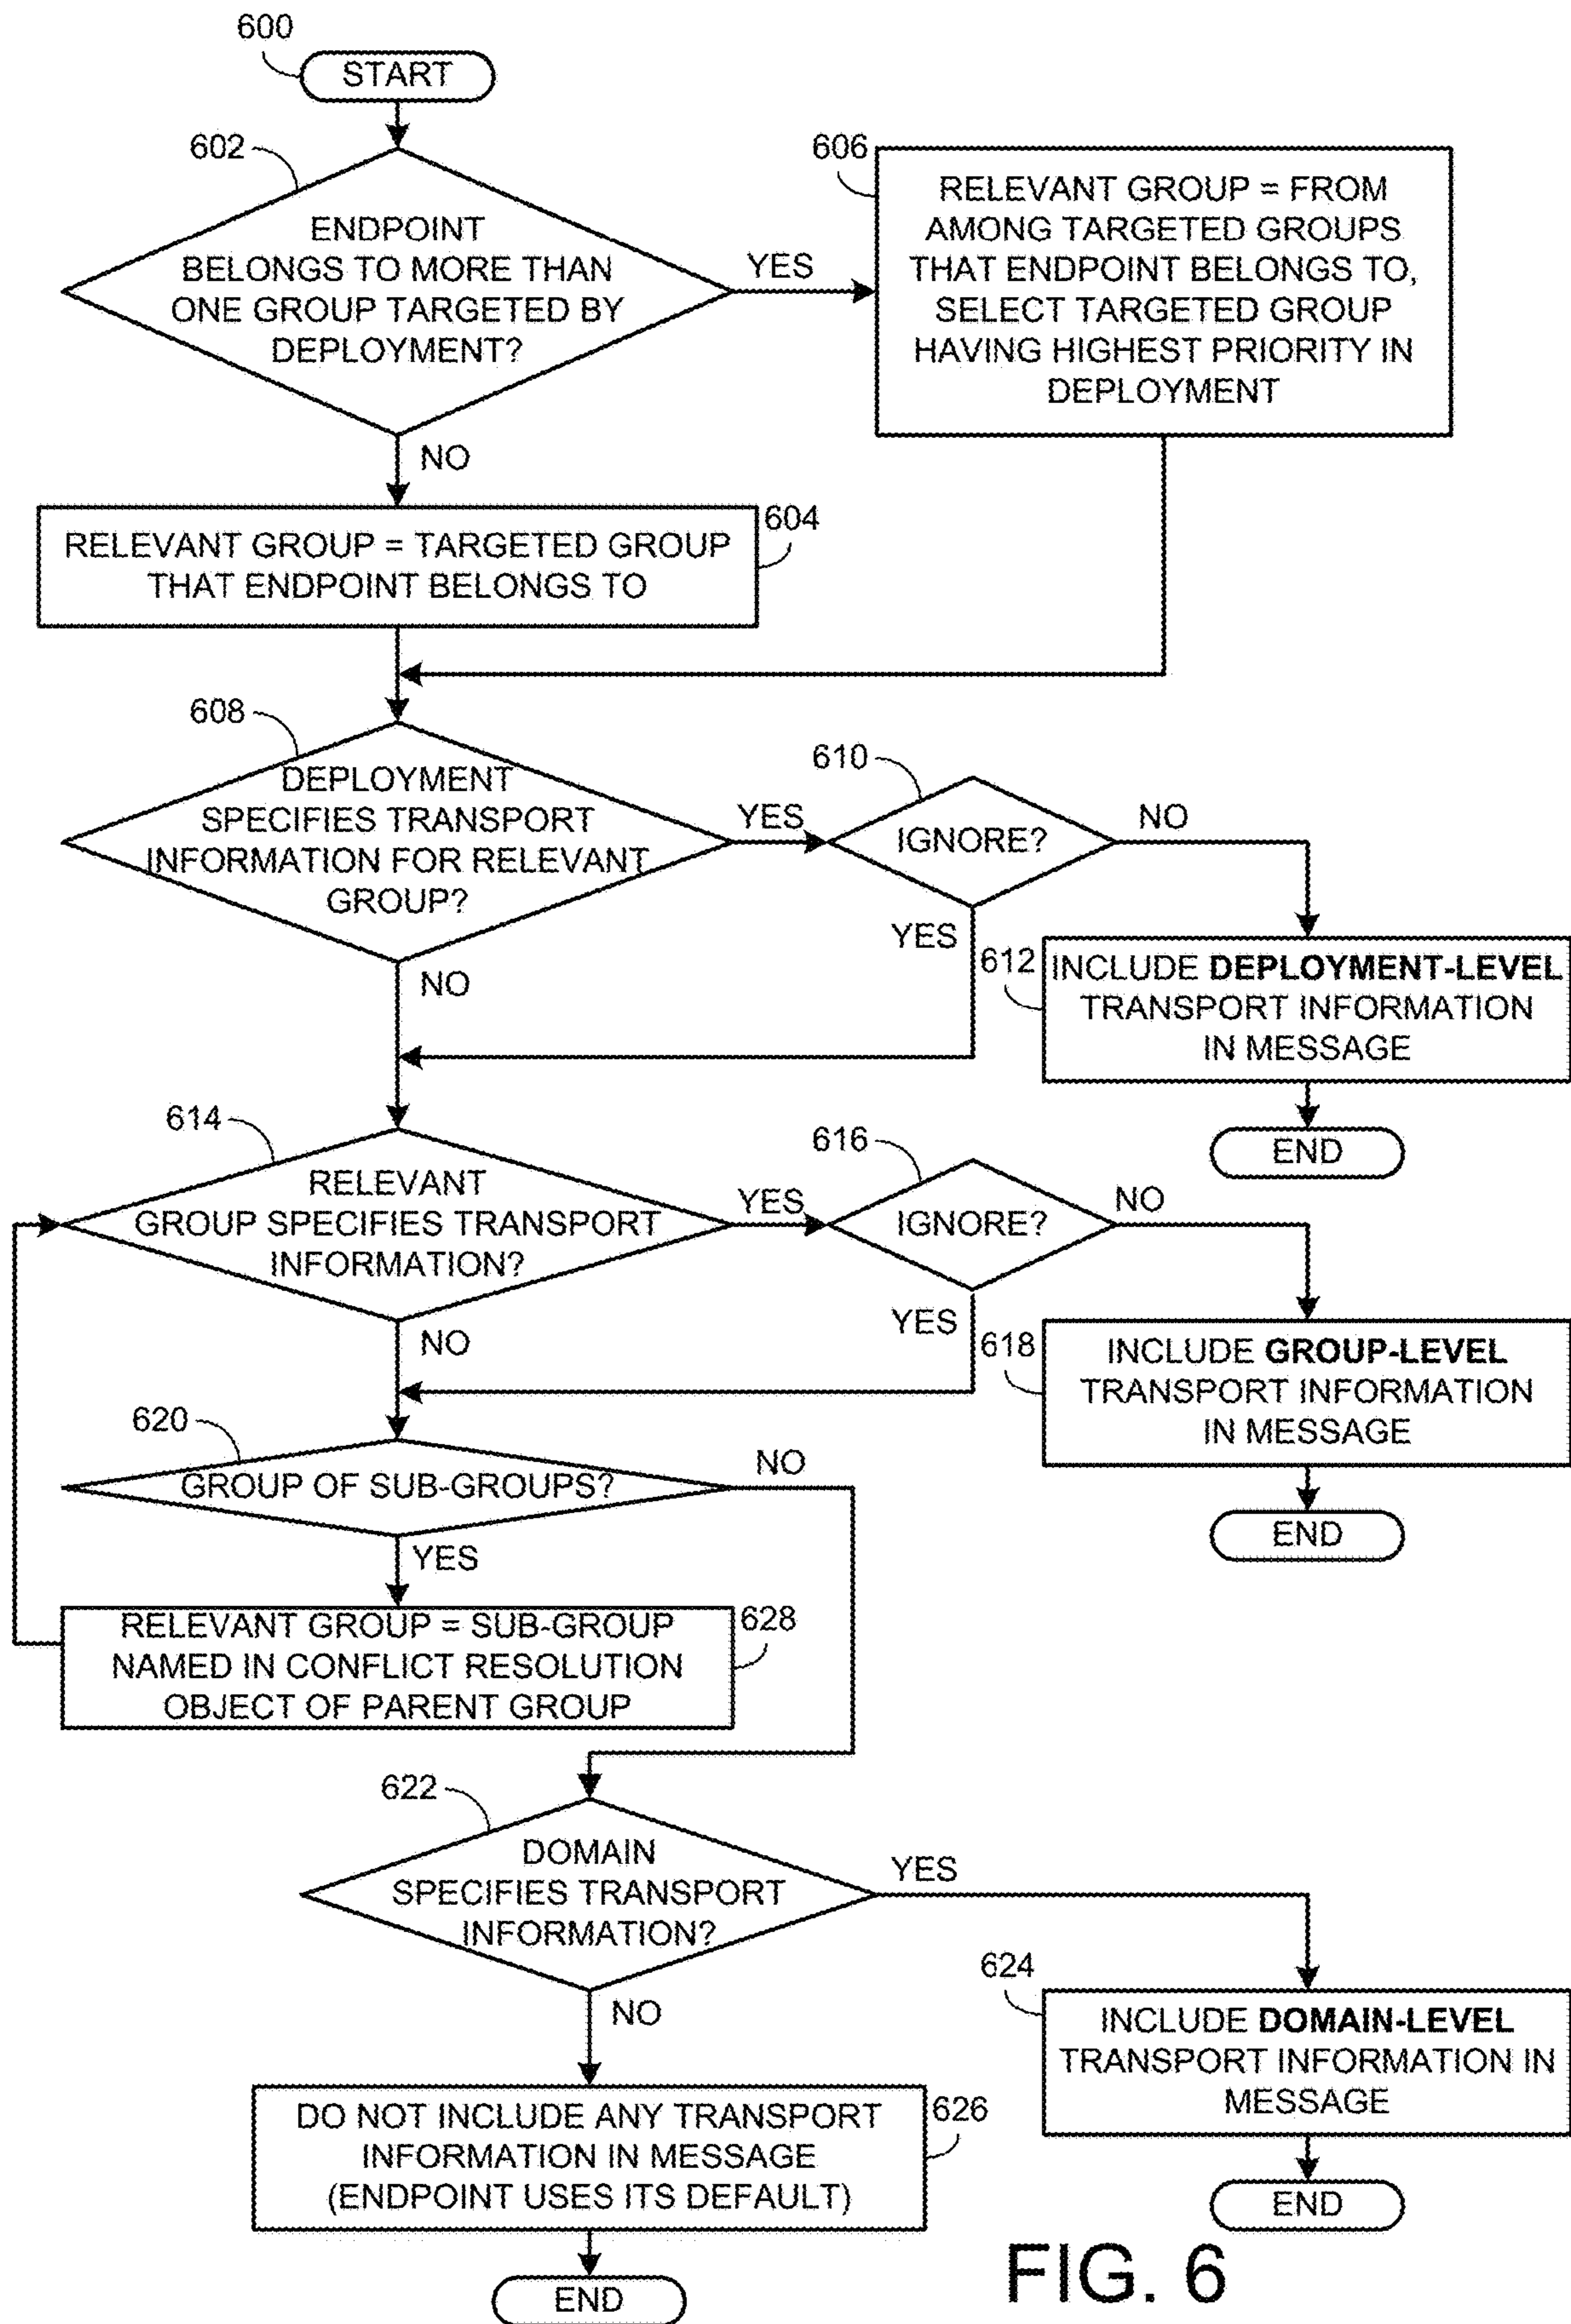 600
START
602
ENDPOINT
BELONGS TO MORE THAN
ONE GROUP TARGETED BY
DEPLOYMENT?
YES
NO
606
RELEVANT GROUP = FROM
AMONG TARGETED GROUPS
THAT ENDPOINT BELONGS TO,
SELECT TARGETED GROUP
HAVING HIGHEST PRIORITY IN
DEPLOYMENT
604
RELEVANT GROUP = TARGETED GROUP
THAT ENDPOINT BELONGS TO
608
DEPLOYMENT
SPECIFIES TRANSPORT
INFORMATION FOR RELEVANT
GROUP?
YES
NO
610
IGNORE?
NO
YES
612
INCLUDE DEPLOYMENT-LEVEL
TRANSPORT INFORMATION
IN MESSAGE
END
614
RELEVANT
GROUP SPECIFIES TRANSPORT
INFORMATION?
YES
NO
616
IGNORE?
NO
YES
618
INCLUDE GROUP-LEVEL
TRANSPORT INFORMATION
IN MESSAGE
END
620
GROUP OF SUB-GROUPS?
NO
YES
628
RELEVANT GROUP = SUB-GROUP
NAMED IN CONFLICT RESOLUTION
OBJECT OF PARENT GROUP
622
DOMAIN
SPECIFIES TRANSPORT
INFORMATION?
YES
NO
624
INCLUDE DOMAIN-LEVEL
TRANSPORT INFORMATION IN
MESSAGE
END
626
DO NOT INCLUDE ANY TRANSPORT
INFORMATION IN MESSAGE
(ENDPOINT USES ITS DEFAULT)
END
FIG. 6